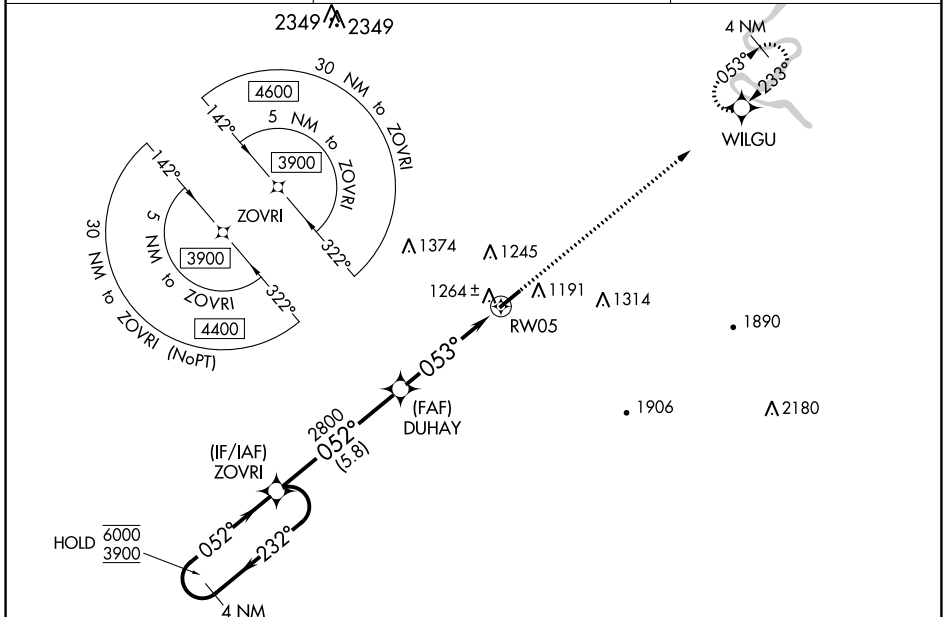 2349 2349
4 NM
053°
233°
WILGU
30 NM to ZOVRI
4600
142°
5 NM to ZOVRI
3900
322°
ZOVRI
142°
5 NM to ZOVRI
3900
322°
30 NM to ZOVRI (NoPT)
4400
1374
1245
1264±
1191
1314
RW05
1890
053°
(FAF)
DUHAY
1906
2180
2800
052°
(5.8)
(IF/IAF)
ZOVRI
HOLD 6000
3900
052°
232°
4 NM